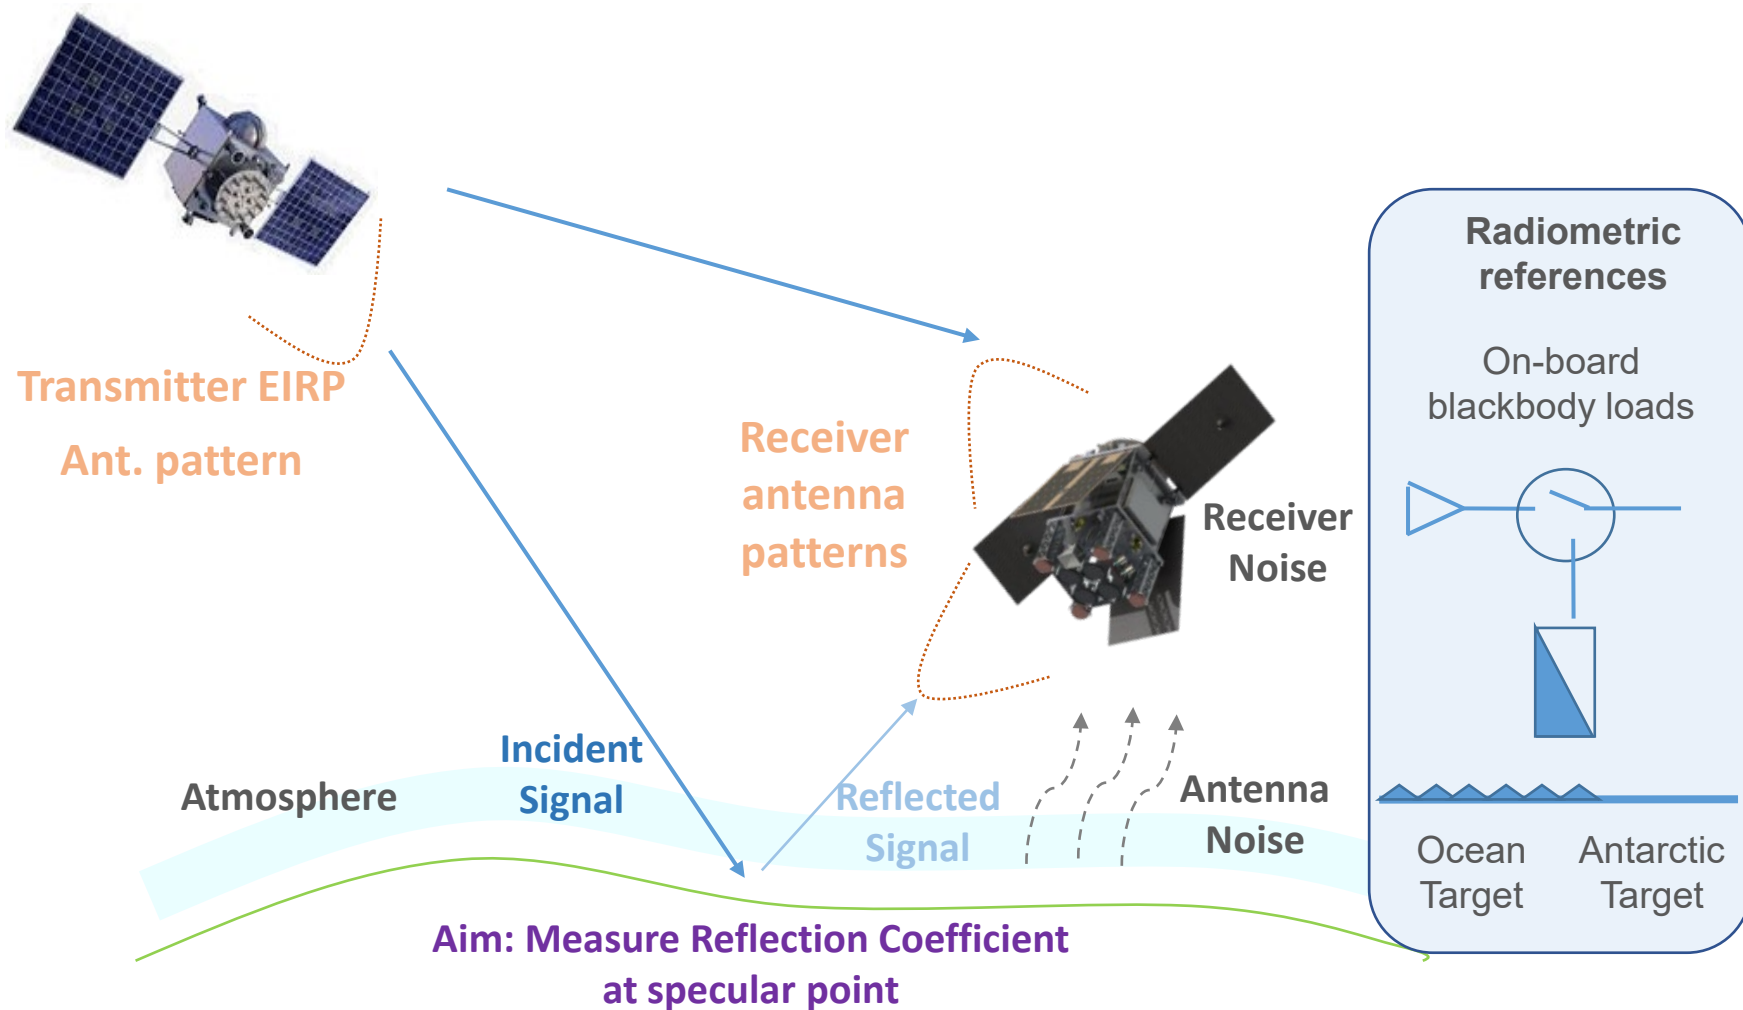 Transmitter EIRP
Ant. pattern
Receiver
antenna
patterns
Receiver
Noise
Incident
Signal
Atmosphere
Reflected
Signal
Antenna
Noise
Aim: Measure Reflection Coefficient
at specular point
Radiometric
references
On-board
blackbody loads
Ocean
Target
Antarctic
Target